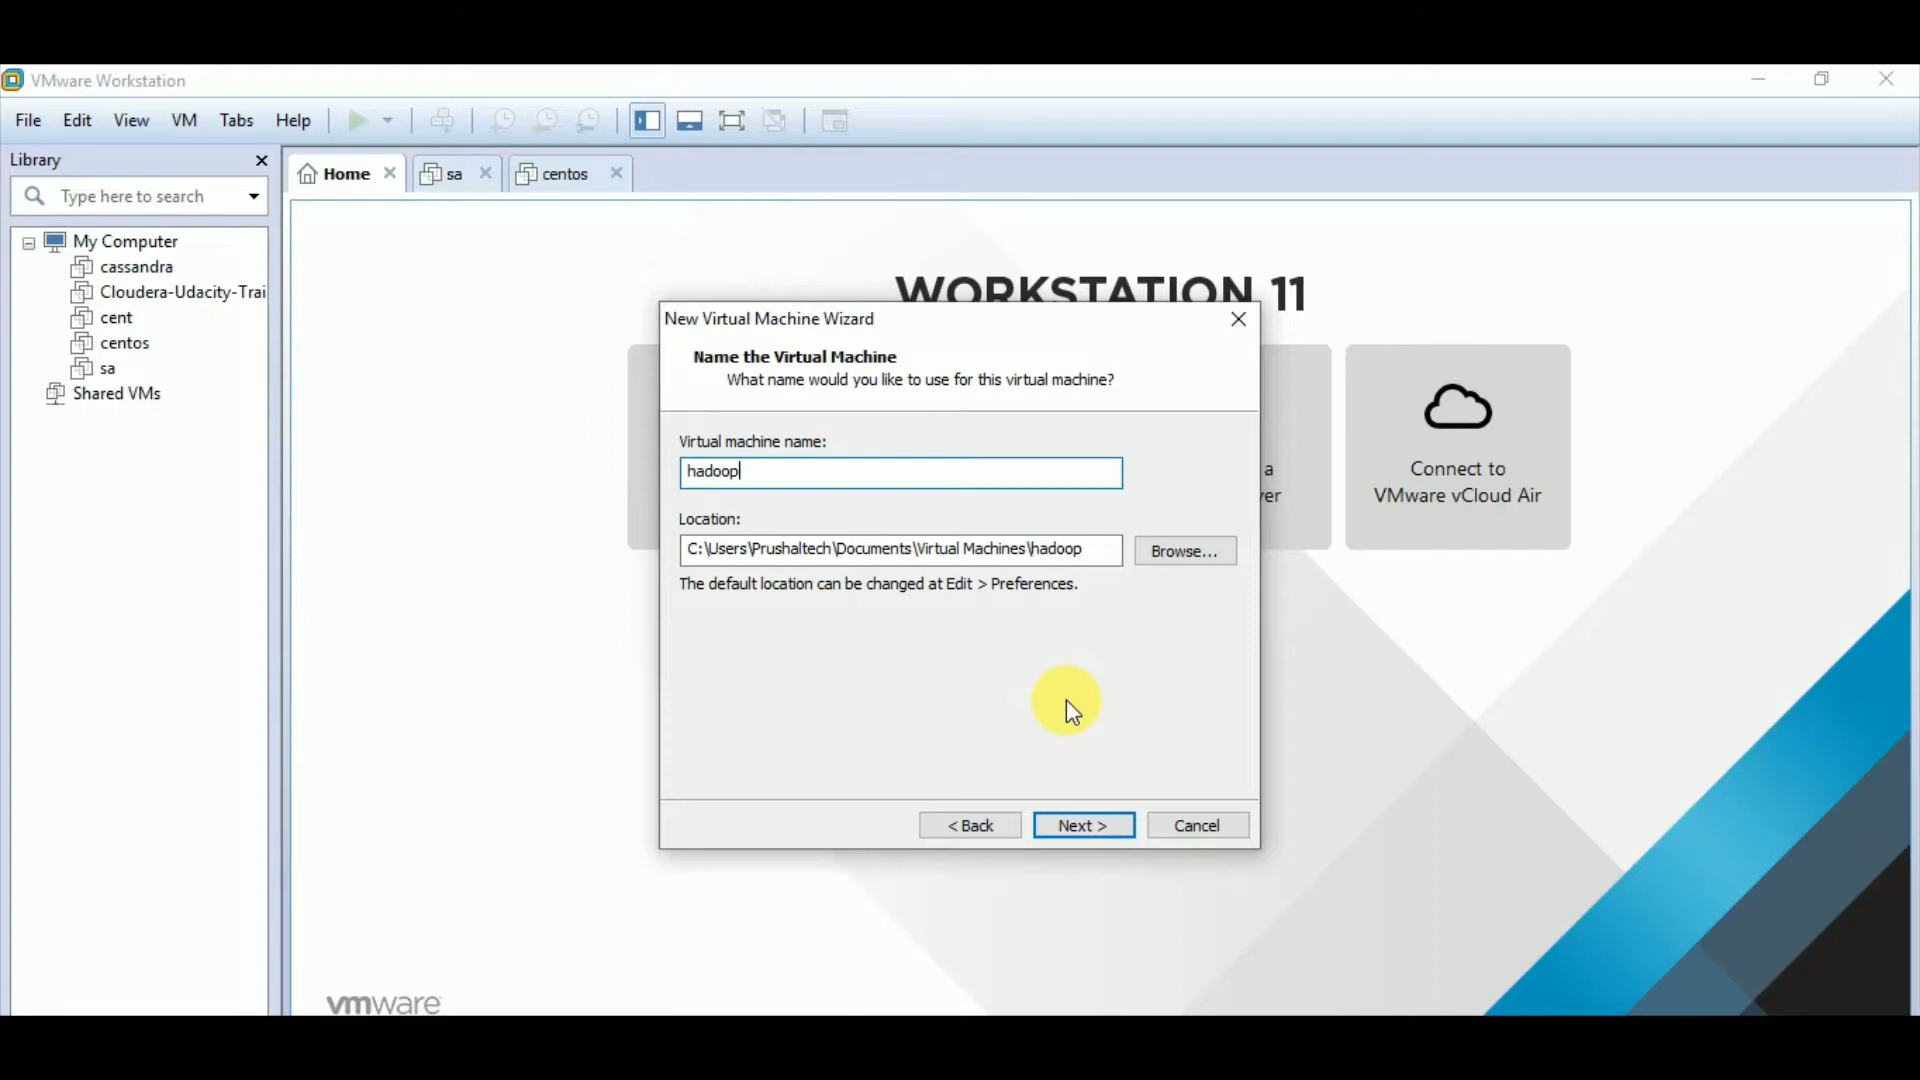 VMware Workstation
File Edit View VM Tabs Help
Library
Type here to search
My Computer
cassandra
Cloudera-Udacity-Trai
cent
centos
sa
Shared VMs
Home sa centos
WORKSTATION 11
New Virtual Machine Wizard
Name the Virtual Machine
What name would you like to use for this virtual machine?
Virtual machine name:
hadoop
Location:
C:\Users\Prushaltech\Documents\Virtual Machines\hadoop
Browse...
The default location can be changed at Edit > Preferences.
< Back Next > Cancel
a
er
Connect to
VMware vCloud Air
vmware